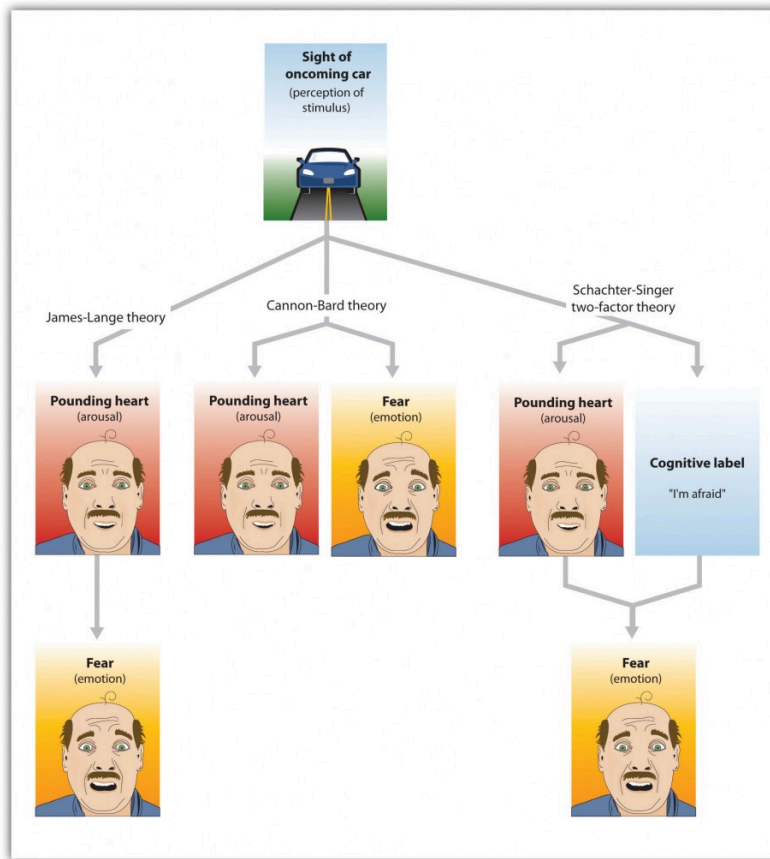 Sight of
oncoming car
(perception of
stimulus)
James-Lange theory
Cannon-Bard theory
Schachter-Singer
two-factor theory
Pounding heart
(arousal)
Pounding heart
(arousal)
Fear
(emotion)
Pounding heart
(arousal)
Cognitive label
"I'm afraid"
Fear
(emotion)
Fear
(emotion)